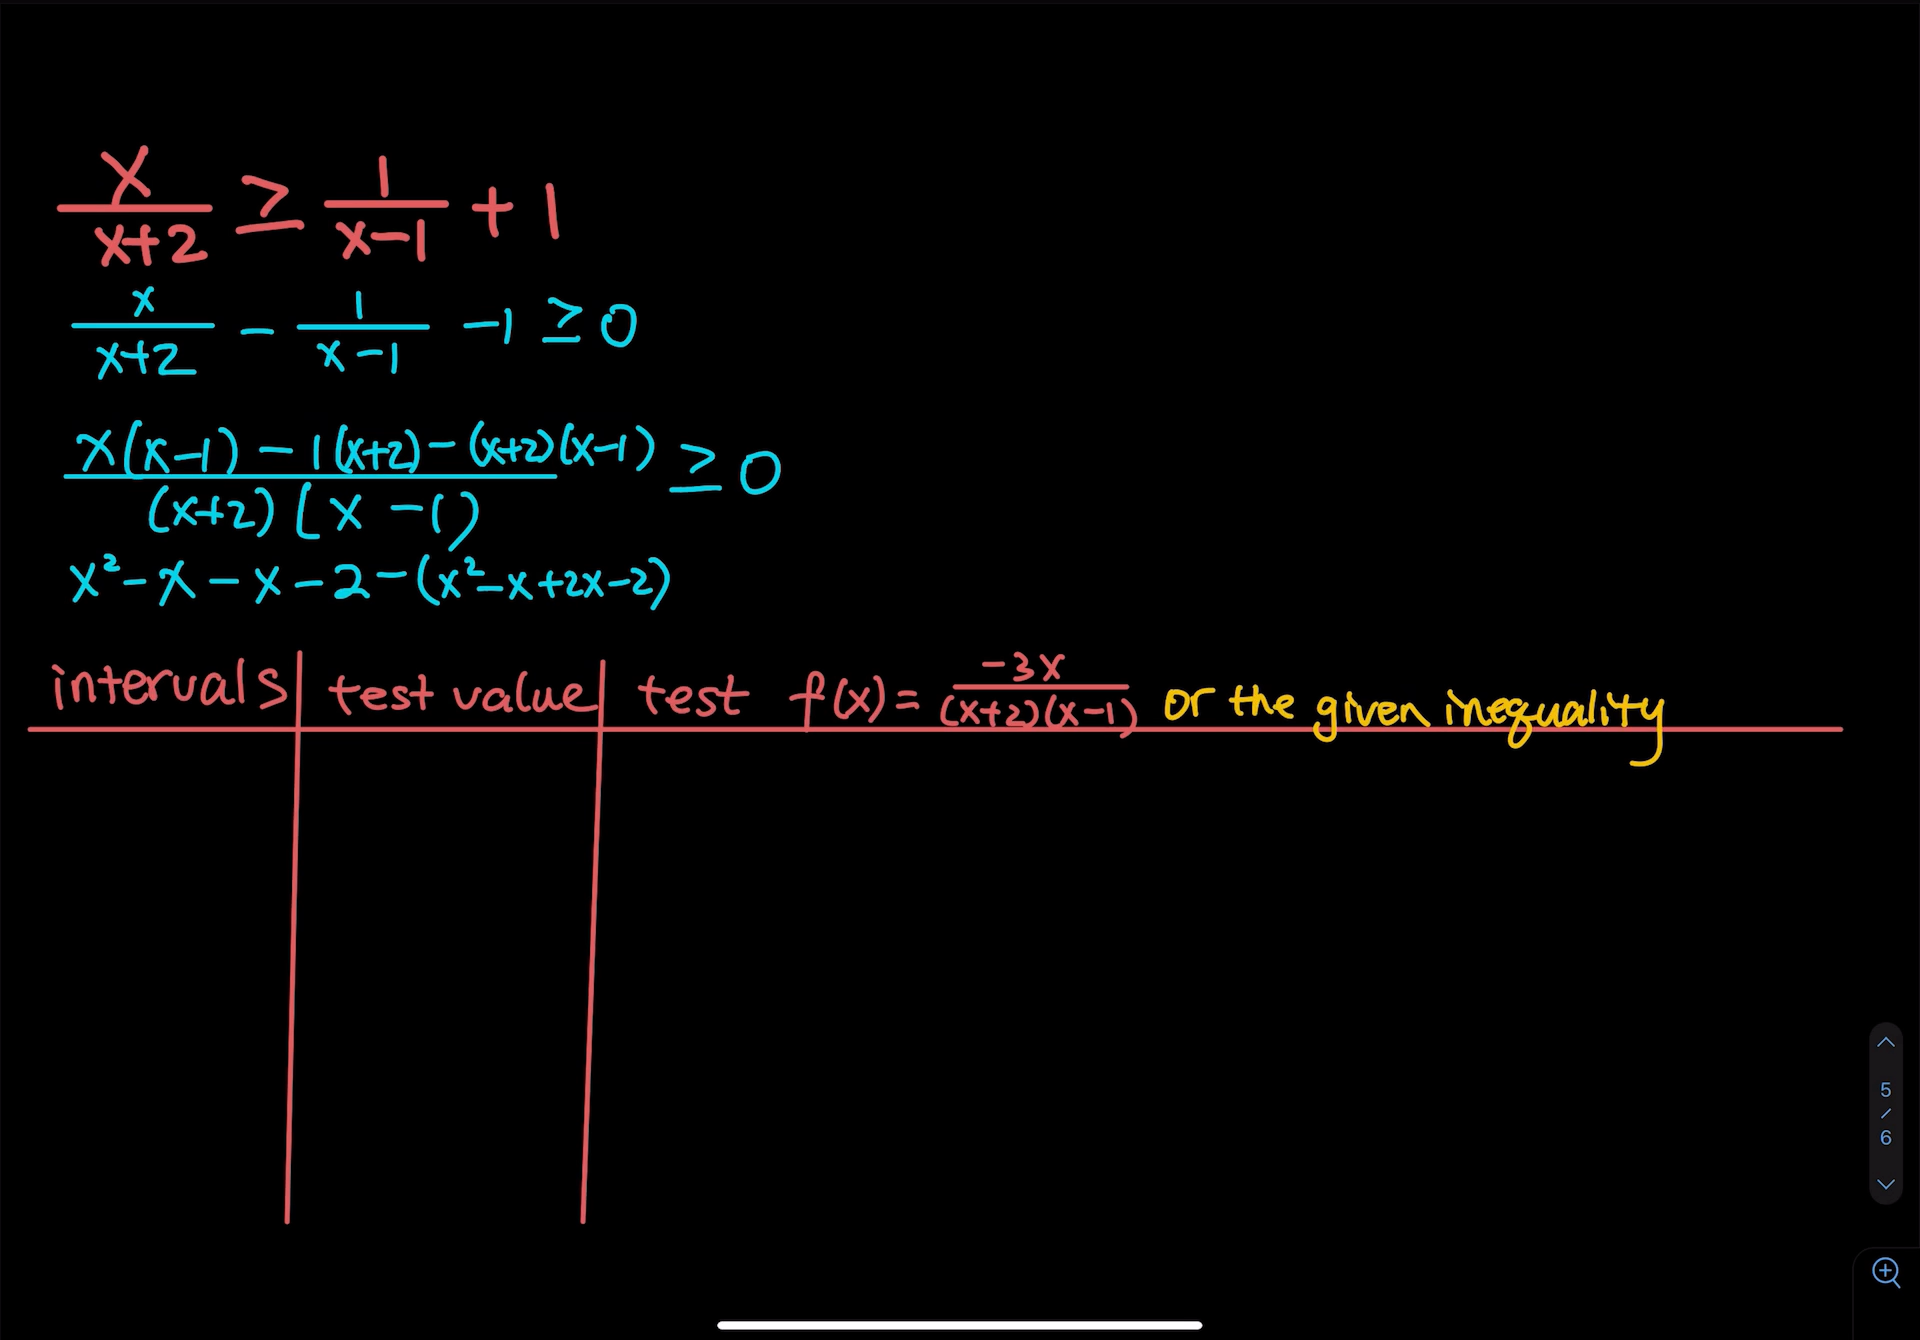 x/(x+2) ≥ 1/(x-1) + 1
x/(x+2) - 1/(x-1) - 1 ≥ 0
(x(x-1) - 1(x+2) - (x+2)(x-1))/((x+2)(x-1)) ≥ 0
x² - x - x - 2 - (x² - x + 2x - 2)
intervals test value test f(x) = -3x/((x+2)(x-1)) or the given inequality
5
/
6